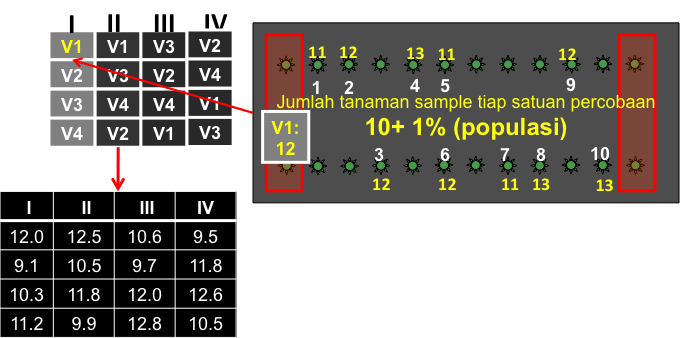 I II III IV
V1 V1 V3 V2
V2 V3 V2 V4
V3 V4 V4 V1
V4 V2 V1 V3
11 12 13 11 12
1 2 4 5 9
Jumlah tanaman sample tiap satuan percobaan
10+ 1% (populasi)
V1:
12
3 6 7 8 10
12 12 11 13 13
I II III IV
12.0 12.5 10.6 9.5
9.1 10.5 9.7 11.8
10.3 11.8 12.0 12.6
11.2 9.9 12.8 10.5